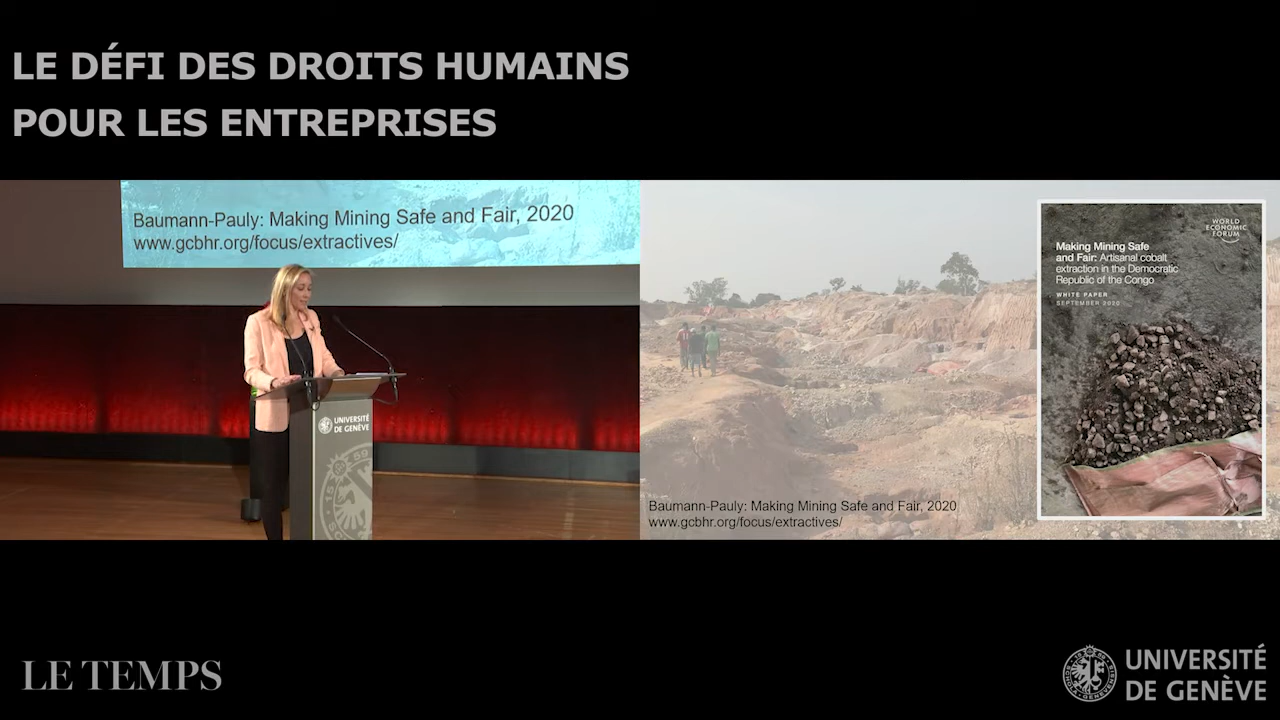 LE DÉFI DES DROITS HUMAINS
POUR LES ENTREPRISES
Baumann-Pauly: Making Mining Safe and Fair, 2020
www.gcbhr.org/focus/extractives/
UNIVERSITÉ
DE GENÈVE
WORLD
ECONOMIC
FORUM
Making Mining Safe
and Fair: Artisanal cobalt
extraction in the Democratic
Republic of the Congo
WHITE PAPER
SEPTEMBER 2020
Baumann-Pauly: Making Mining Safe and Fair, 2020
www.gcbhr.org/focus/extractives/
LE TEMPS
UNIVERSITÉ
DE GENÈVE